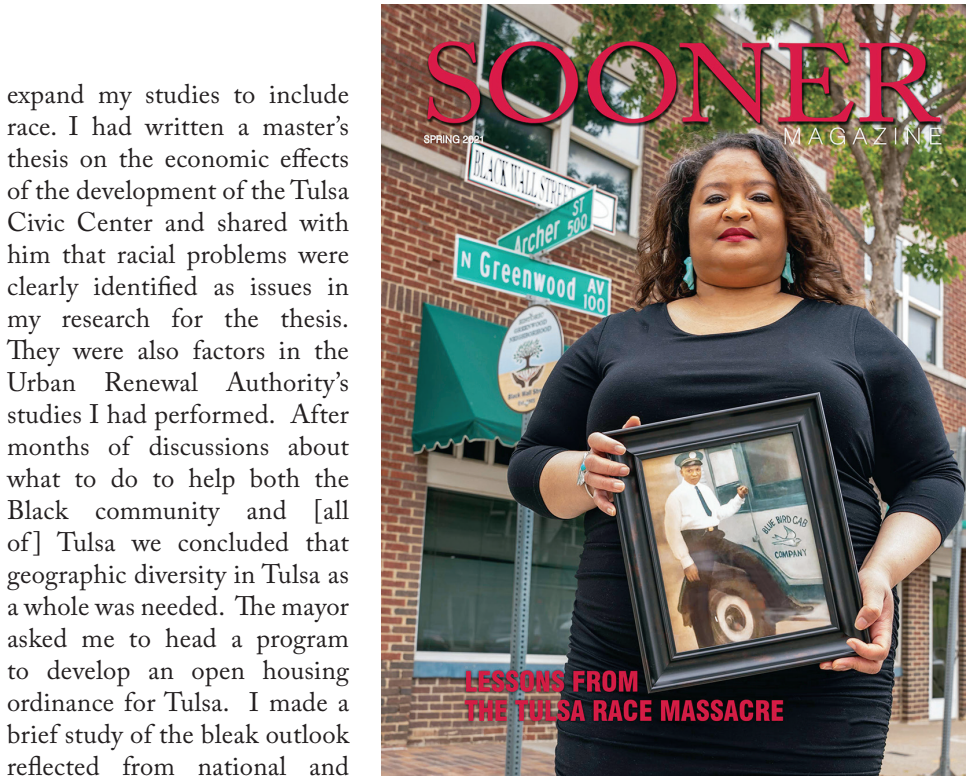 expand my studies to include
race. I had written a master's
thesis on the economic effects
of the development of the Tulsa
Civic Center and shared with
him that racial problems were
clearly identified as issues in
my research for the thesis.
They were also factors in the
Urban Renewal Authority's
studies I had performed. After
months of discussions about
what to do to help both the
Black community and [all
of] Tulsa we concluded that
geographic diversity in Tulsa as
a whole was needed. The mayor
asked me to head a program
to develop an open housing
ordinance for Tulsa. I made a
brief study of the bleak outlook
reflected from national and
SOONER
SPRING 2021
MAGAZINE
BLACK WALL STREET
Archer ST 500
N Greenwood AV 100
HISTORIC
GREENWOOD
NEIGHBORHOOD
Black Wall
BLUE BIRD CAB
COMPANY
LESSONS FROM
THE TULSA RACE MASSACRE